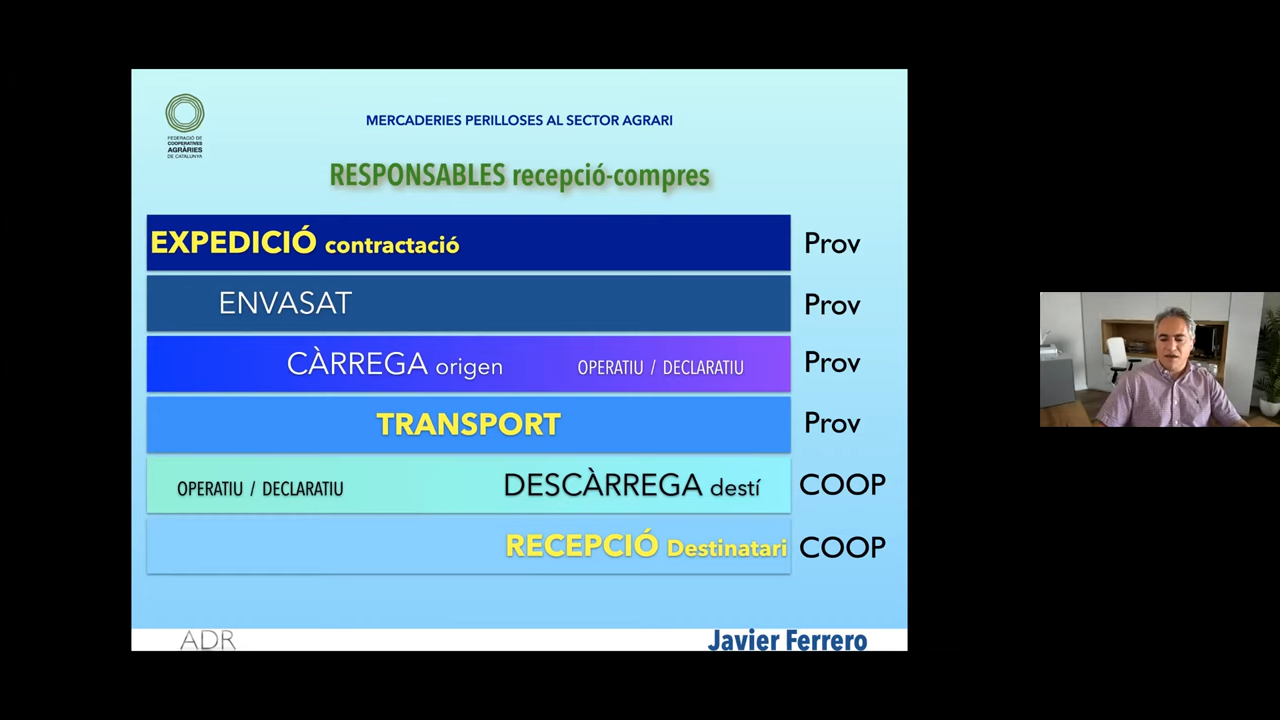 FEDERACIÓ DE
COOPERATIVES
AGRÀRIES
DE CATALUNYA
MERCADERIES PERILLOSES AL SECTOR AGRARI
RESPONSABLES recepció-compres
EXPEDICIÓ contractació Prov
ENVASAT Prov
CÀRREGA origen OPERATIU / DECLARATIU Prov
TRANSPORT Prov
OPERATIU / DECLARATIU DESCÀRREGA destí COOP
RECEPCIÓ Destinatari COOP
ADR Javier Ferrero